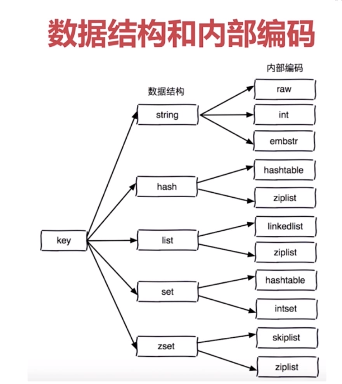 数据结构和内部编码
数据结构
内部编码
key
string
raw
int
embstr
hash
hashtable
ziplist
list
linkedlist
ziplist
set
hashtable
intset
zset
skiplist
ziplist